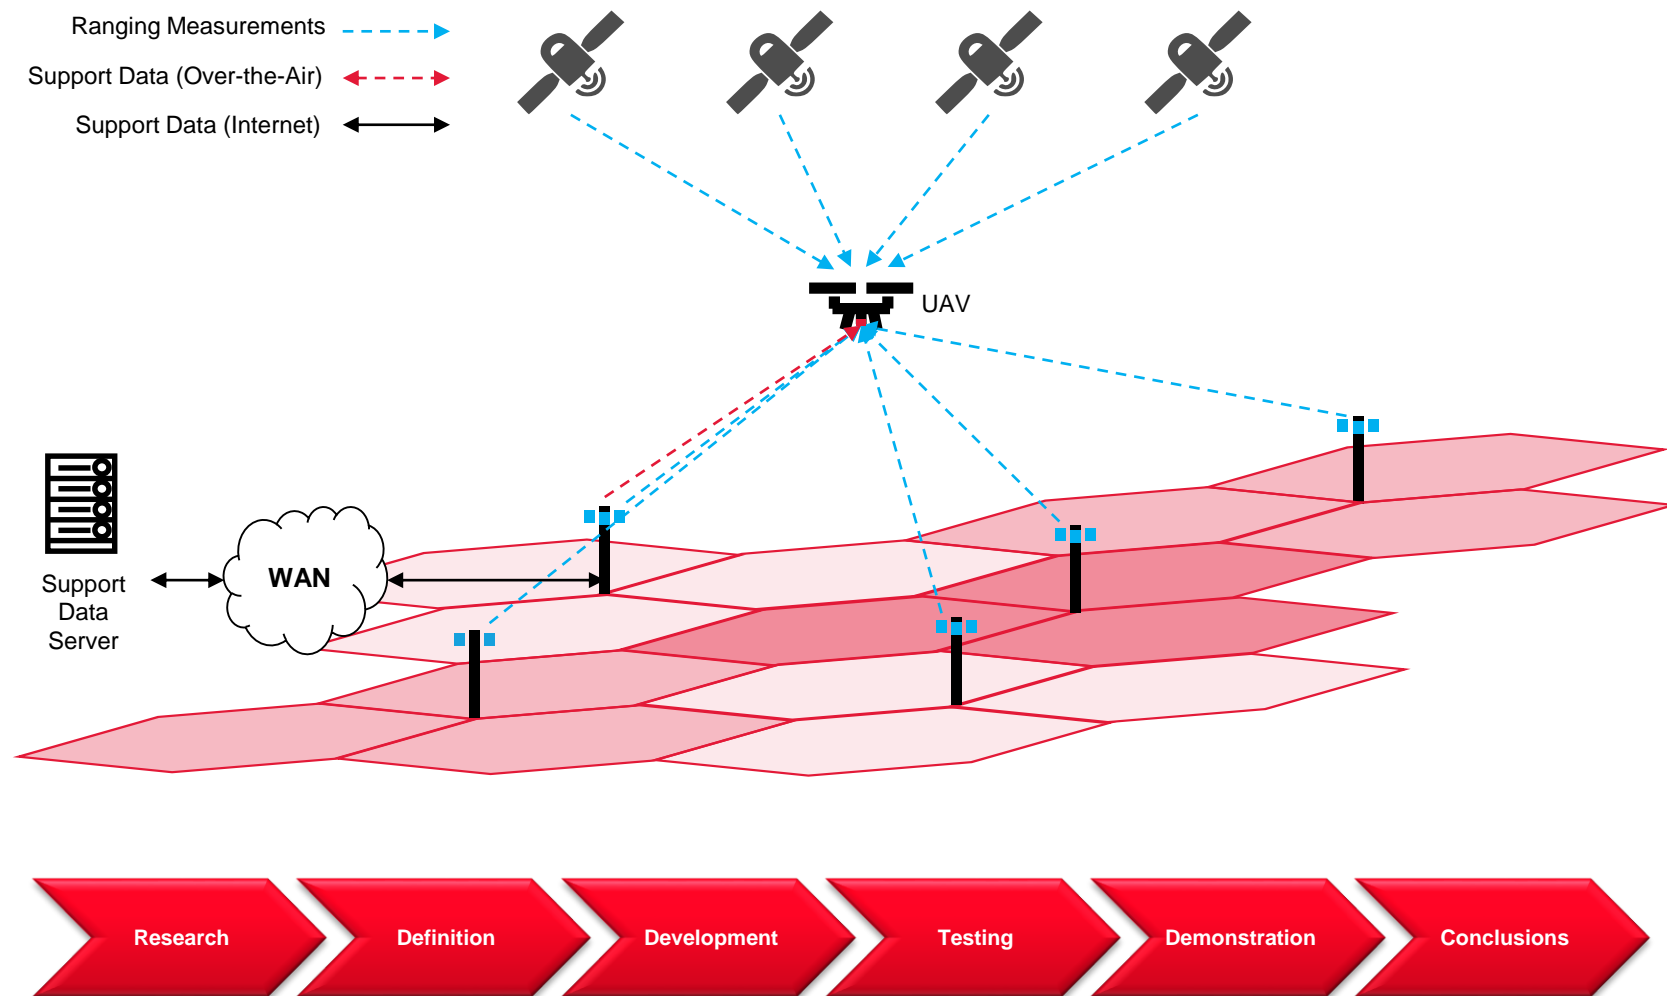 Ranging Measurements
Support Data (Over-the-Air)
Support Data (Internet)
UAV
WAN
Support
Data
Server
Research
Definition
Development
Testing
Demonstration
Conclusions